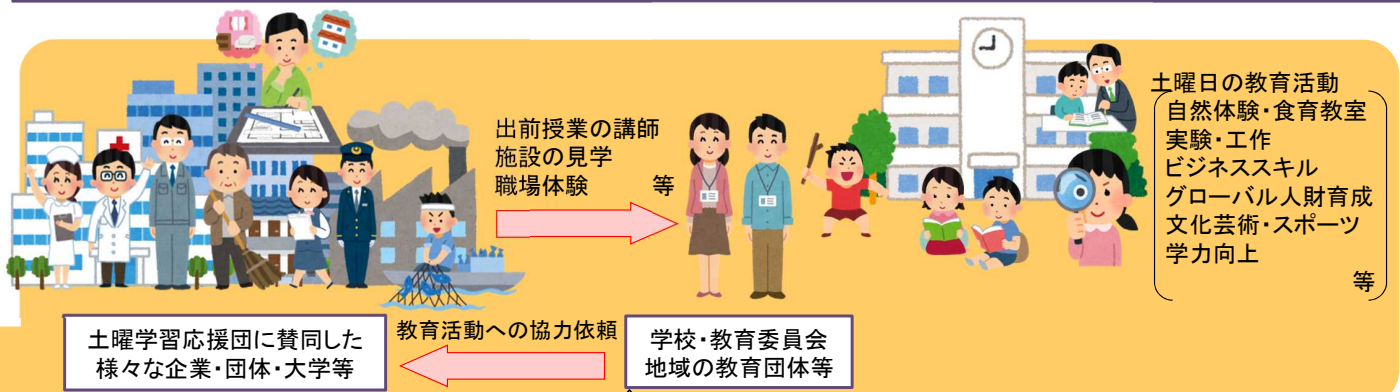 出前授業の講師
施設の見学
職場体験 等
土曜日の教育活動
自然体験・食育教室
実験・工作
ビジネススキル
グローバル人財育成
文化芸術・スポーツ
学力向上
等
土曜学習応援団に賛同した
様々な企業・団体・大学等
教育活動への協力依頼
学校・教育委員会
地域の教育団体等